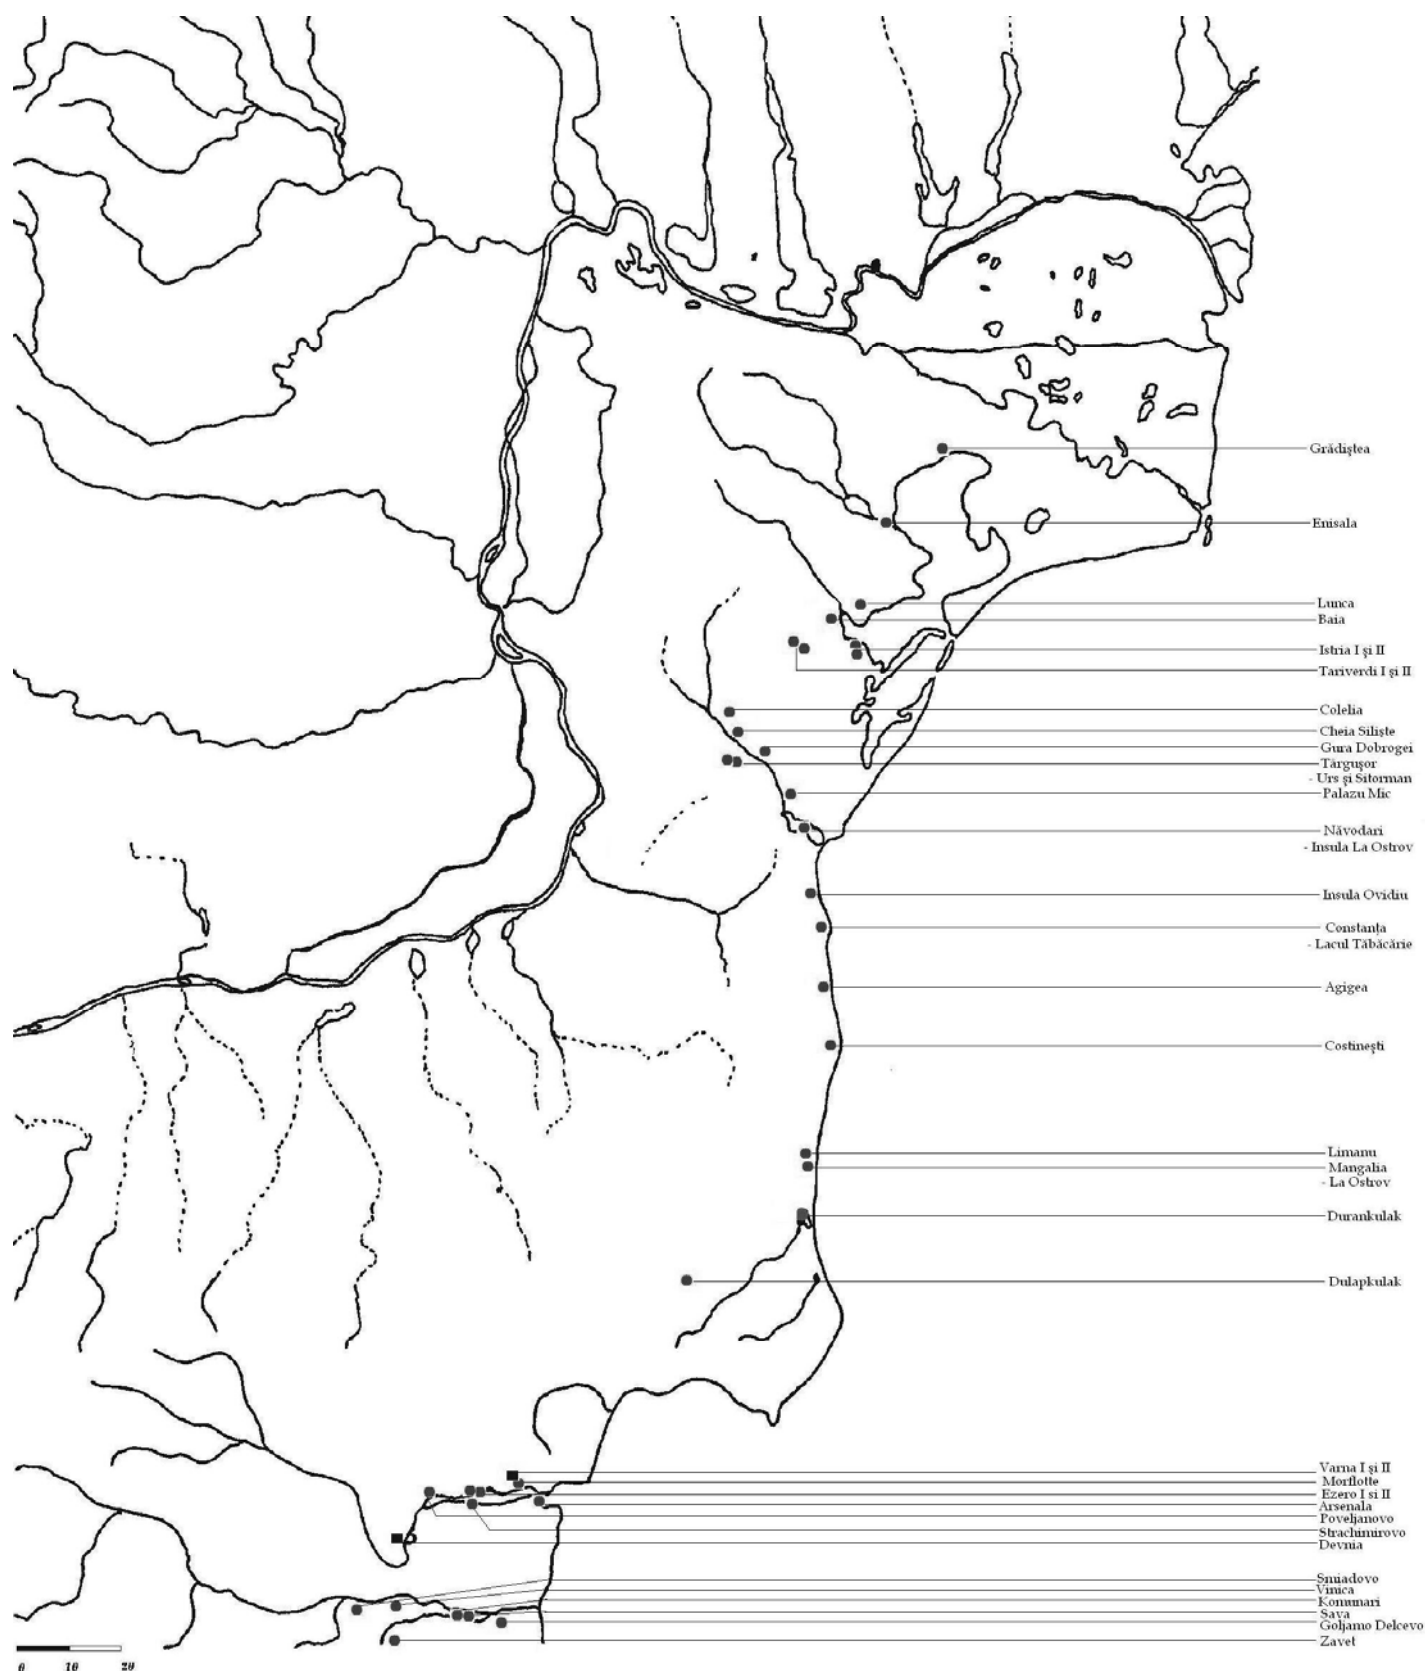 Grădiştea
Enisala
Lunca
Baia
Istria I şi II
Tariverdi I şi II
Colelia
Cheia Silişte
Gura Dobrogei
Târguşor
- Urs şi Sitorman
Palazu Mic
Năvodari
- Insula La Ostrov
Insula Ovidiu
Constanţa
- Lacul Tăbăcărie
Agigea
Costineşti
Limanu
Mangalia
- La Ostrov
Durankulak
Dulapkulak
Varna I şi II
Morflotte
Ezero I si II
Arsenala
Poveljanovo
Strachimirovo
Devnia
Smiadovo
Vinica
Komunari
Sava
Goljamo Delcevo
Zavet
0 10 20